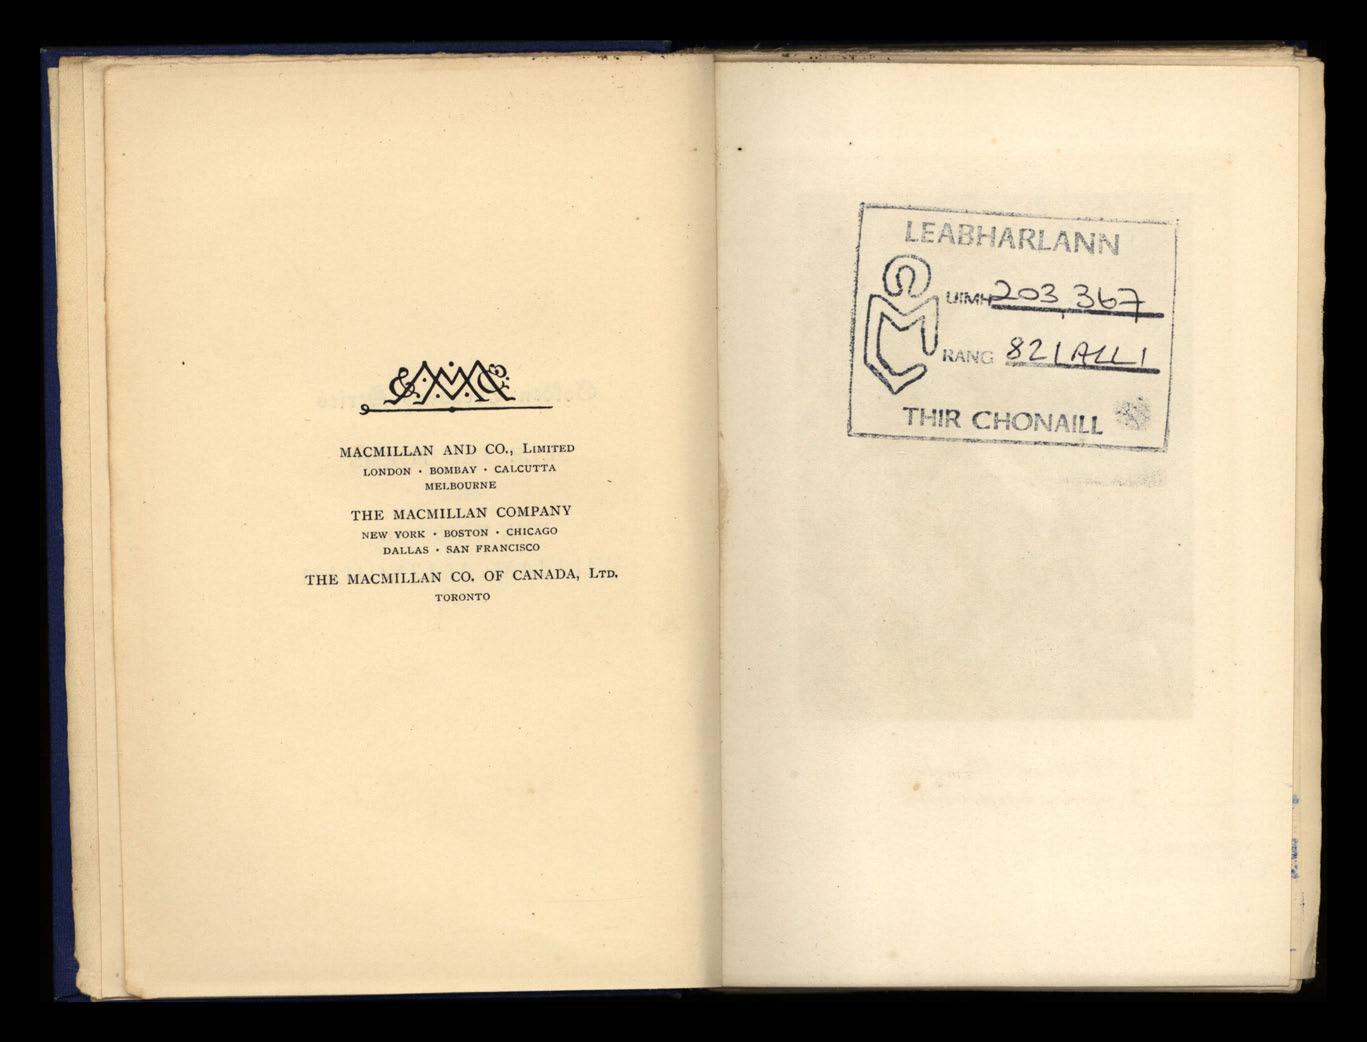 MACMILLAN AND CO., LIMITED
LONDON · BOMBAY · CALCUTTA
MELBOURNE
THE MACMILLAN COMPANY
NEW YORK · BOSTON · CHICAGO
DALLAS · SAN FRANCISCO
THE MACMILLAN CO. OF CANADA, LTD.
TORONTO
LEABHARLANN
UIMH 203,367
RANG 821 ALL 1
THIR CHONAILL